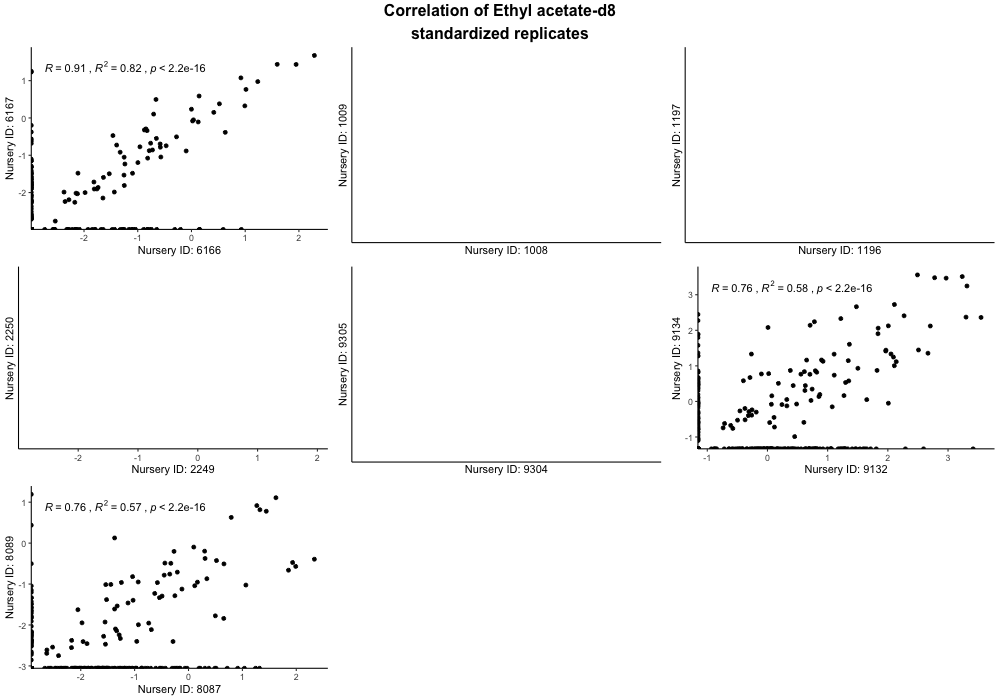 Correlation of Ethyl acetate-d8
standardized replicates
R = 0.91 , R² = 0.82 , p < 2.2e-16
Nursery ID: 6167
1
0
-1
-2
-2 -1 0 1 2
Nursery ID: 6166
Nursery ID: 1009
Nursery ID: 1008
Nursery ID: 1197
Nursery ID: 1196
Nursery ID: 2250
-2 -1 0 1 2
Nursery ID: 2249
Nursery ID: 9305
Nursery ID: 9304
R = 0.76 , R² = 0.58 , p < 2.2e-16
Nursery ID: 9134
3
2
1
0
-1
-1 0 1 2 3
Nursery ID: 9132
R = 0.76 , R² = 0.57 , p < 2.2e-16
Nursery ID: 8089
1
0
-1
-2
-3
-2 -1 0 1 2
Nursery ID: 8087